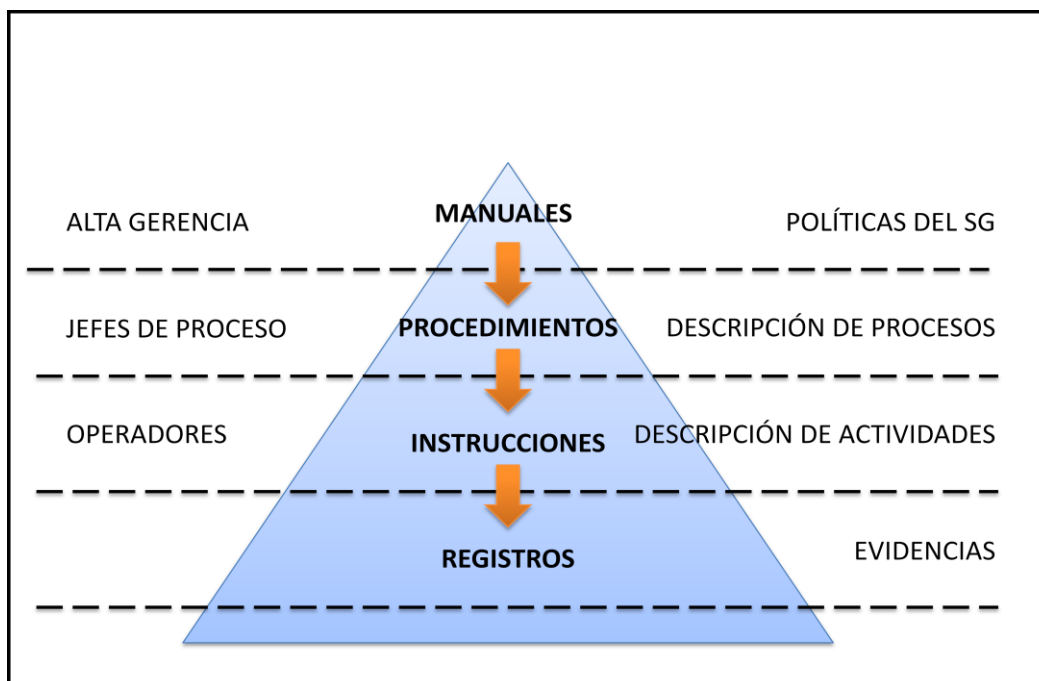 ALTA GERENCIA
MANUALES
POLÍTICAS DEL SG
JEFES DE PROCESO
PROCEDIMIENTOS
DESCRIPCIÓN DE PROCESOS
OPERADORES
INSTRUCCIONES
DESCRIPCIÓN DE ACTIVIDADES
REGISTROS
EVIDENCIAS